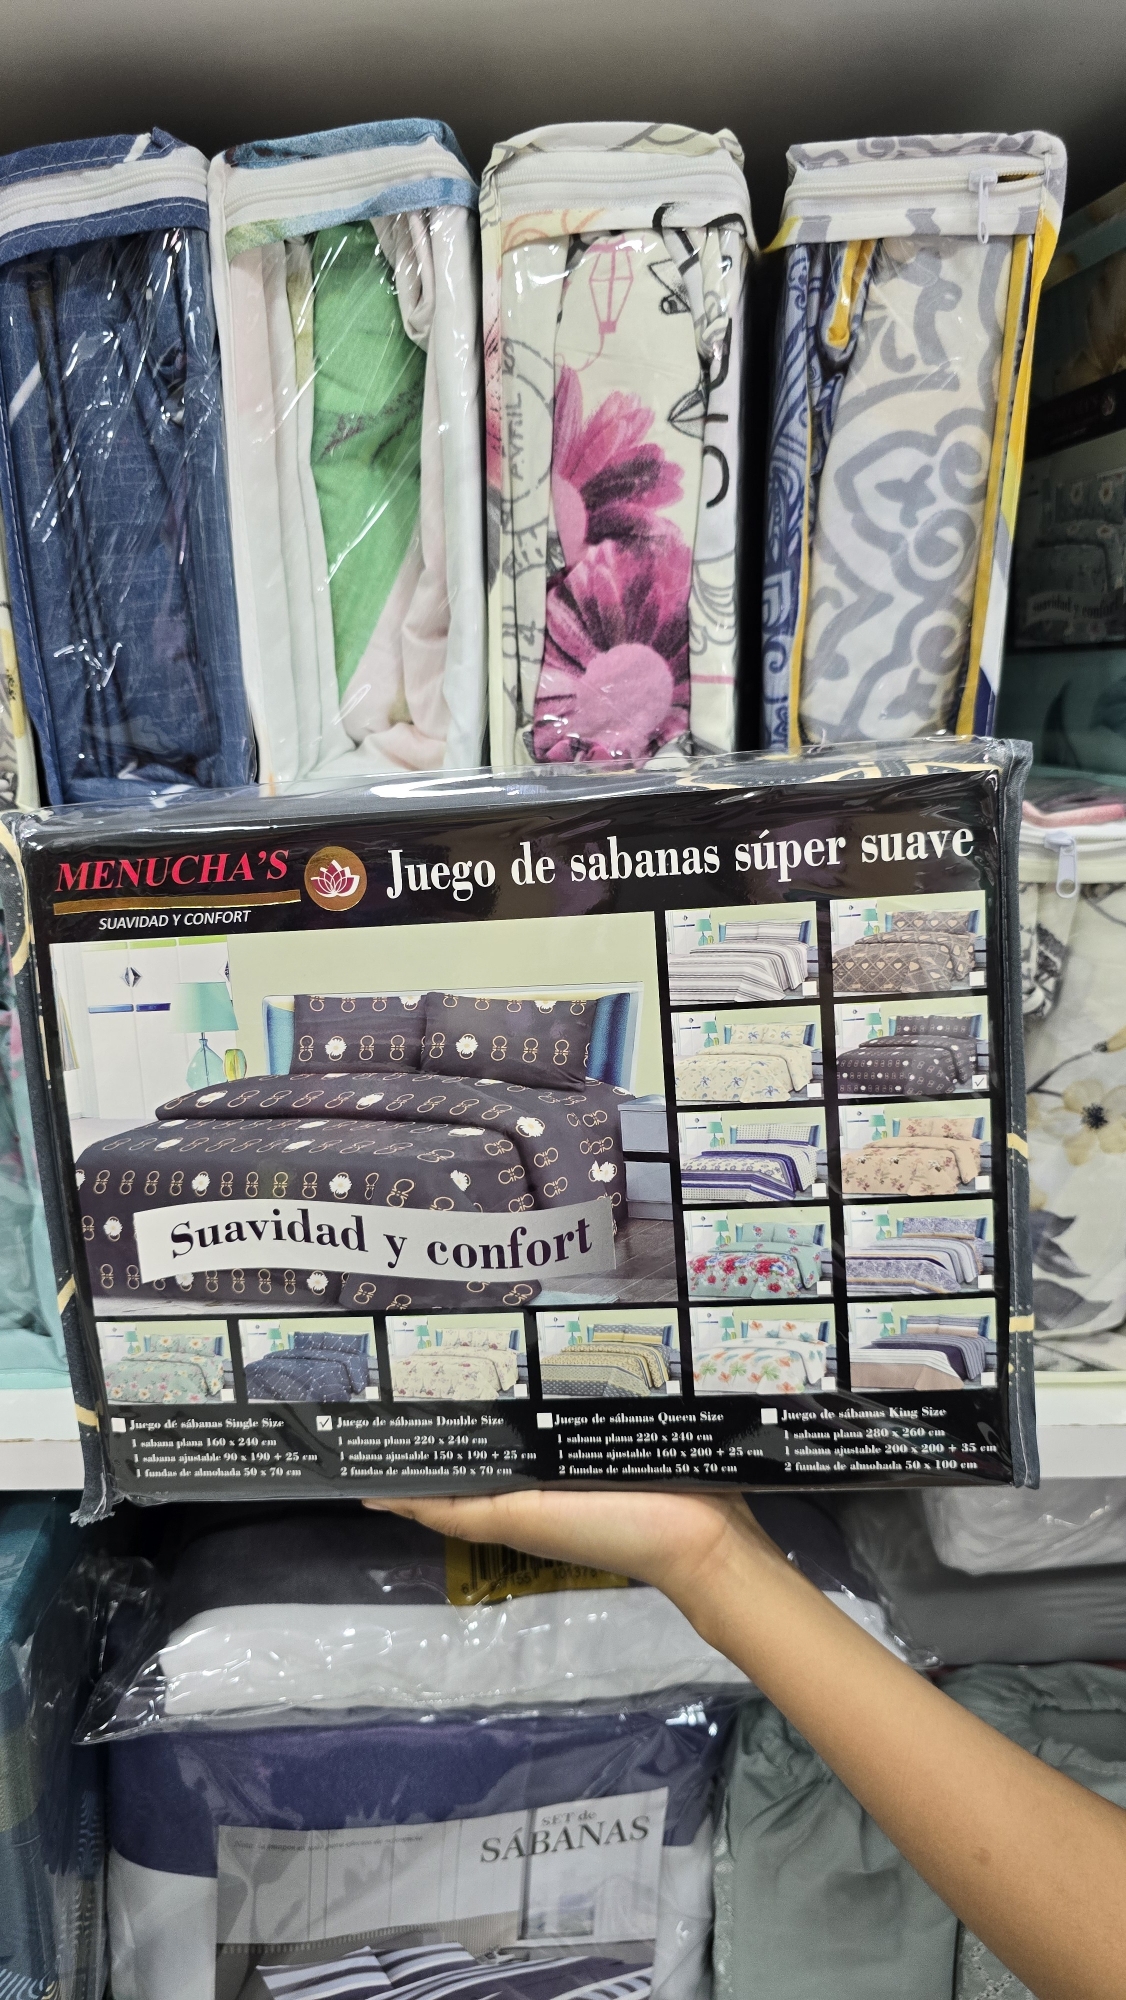 AVRIL
MENUCHA'S
SUAVIDAD Y CONFORT
Juego de sabanas súper suave
Suavidad y confort
Juego de sábanas Single Size
1 sabana plana 160 x 240 cm
1 sabana ajustable 90 x 190 + 25 cm
1 fundas de almohada 50 x 70 cm
Juego de sábanas Double Size
1 sabana plana 220 x 240 cm
1 sabana ajustable 150 x 190 + 25 cm
2 fundas de almohada 50 x 70 cm
Juego de sábanas Queen Size
1 sabana plana 220 x 240 cm
1 sabana ajustable 160 x 200 + 25 cm
2 fundas de almohada 50 x 70 cm
Juego de sábanas King Size
1 sabana plana 280 x 260 cm
1 sabana ajustable 200 x 200 + 35 cm
2 fundas de almohada 50 x 100 cm
suavidad y confort
SET de
SÁBANAS